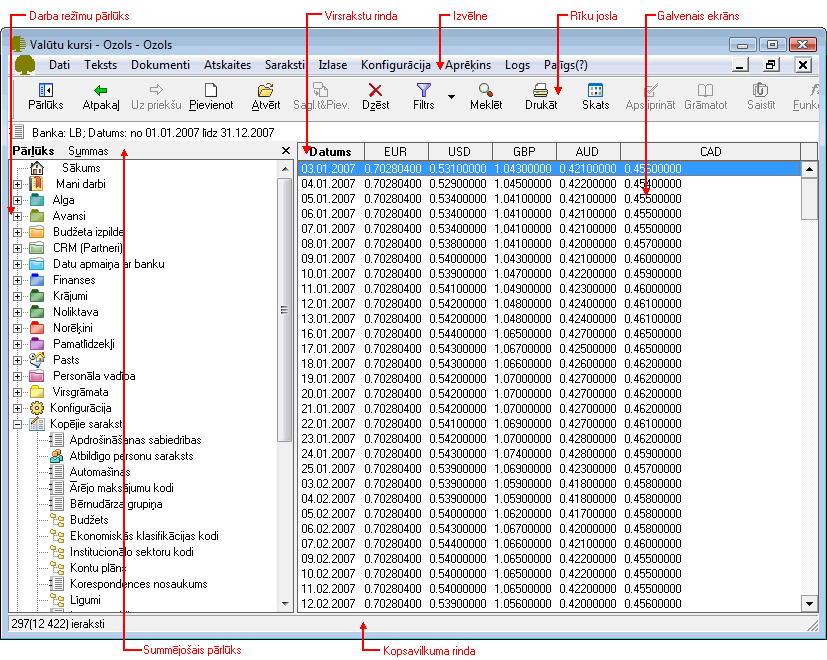 Darba režīmu pārlūks
Virsrakstu rinda
Izvēlne
Rīku josla
Galvenais ekrāns
Valūtu kursi - Ozols - Ozols
Dati Teksts Dokumenti Atskaites Saraksti Izlase Konfigurācija Aprēķins Logs Palīgs(?)
Pārlūks Atpakaļ Uz priekšu Pievienot Atvērt Sagl.t&Piev. Dzēst Filtrs Meklēt Drukāt Skats Apstiprināt Grāmatot Saistīt Funk
Banka: LB; Datums: no 01.01.2007 līdz 31.12.2007
Pārlūks Summas
Datums EUR USD GBP AUD CAD
Sākums
Mani darbi
Alga
Avansi
Budžeta izpilde
CRM (Partneri)
Datu apmaiņa ar banku
Finanses
Krājumi
Noliktava
Norēķini
Pamatlīdzekļi
Pasts
Personāla vadība
Virsgrāmata
Konfigurācija
Kopējie sarakst
Apdrošināšanas sabiedrības
Atbildīgo personu saraksts
Automašīnas
Ārējo maksājumu kodi
Bērnudārza grupiņa
Budžets
Ekonomiskās klasifikācijas kodi
Institucionālo sektoru kodi
Kontu plāns
Korespondences nosaukums
Līgumi
03.01.2007 0.70280400 0.53100000 1.04300000 0.42100000 0.45600000
04.01.2007 0.70280400 0.52900000 1.04500000 0.42200000 0.45400000
05.01.2007 0.70280400 0.53400000 1.04100000 0.42100000 0.45500000
06.01.2007 0.70280400 0.53400000 1.04100000 0.42100000 0.45500000
07.01.2007 0.70280400 0.53400000 1.04100000 0.42100000 0.45500000
08.01.2007 0.70280400 0.53800000 1.04100000 0.42000000 0.45700000
09.01.2007 0.70280400 0.54000000 1.04300000 0.42100000 0.46000000
10.01.2007 0.70280400 0.53900000 1.04700000 0.42200000 0.45900000
11.01.2007 0.70280400 0.54100000 1.04900000 0.42300000 0.46000000
12.01.2007 0.70280400 0.54200000 1.04800000 0.42400000 0.46100000
13.01.2007 0.70280400 0.54200000 1.04800000 0.42400000 0.46100000
16.01.2007 0.70280400 0.54400000 1.06500000 0.42700000 0.46500000
17.01.2007 0.70280400 0.54300000 1.06700000 0.42500000 0.46500000
18.01.2007 0.70280400 0.54300000 1.06600000 0.42600000 0.46200000
19.01.2007 0.70280400 0.54200000 1.07000000 0.42700000 0.46200000
20.01.2007 0.70280400 0.54200000 1.07000000 0.42700000 0.46200000
21.01.2007 0.70280400 0.54200000 1.07000000 0.42700000 0.46200000
22.01.2007 0.70280400 0.54100000 1.06900000 0.42700000 0.46100000
23.01.2007 0.70280400 0.54200000 1.07000000 0.42800000 0.46200000
24.01.2007 0.70280400 0.54300000 1.07400000 0.42800000 0.45900000
25.01.2007 0.70280400 0.53900000 1.06900000 0.42300000 0.45700000
03.02.2007 0.70280400 0.53900000 1.05900000 0.41800000 0.45800000
04.02.2007 0.70280400 0.53900000 1.05900000 0.41800000 0.45800000
05.02.2007 0.70280400 0.54000000 1.06200000 0.41700000 0.45800000
06.02.2007 0.70280400 0.54300000 1.06700000 0.42000000 0.45800000
07.02.2007 0.70280400 0.54400000 1.06600000 0.42100000 0.45900000
09.02.2007 0.70280400 0.54000000 1.06500000 0.42200000 0.45500000
10.02.2007 0.70280400 0.54000000 1.06500000 0.42200000 0.45500000
11.02.2007 0.70280400 0.54000000 1.06500000 0.42200000 0.45500000
12.02.2007 0.70280400 0.53900000 1.05600000 0.42000000 0.45600000
297(12 422) ieraksti
Summējošais pārlūks
Kopsavilkuma rinda